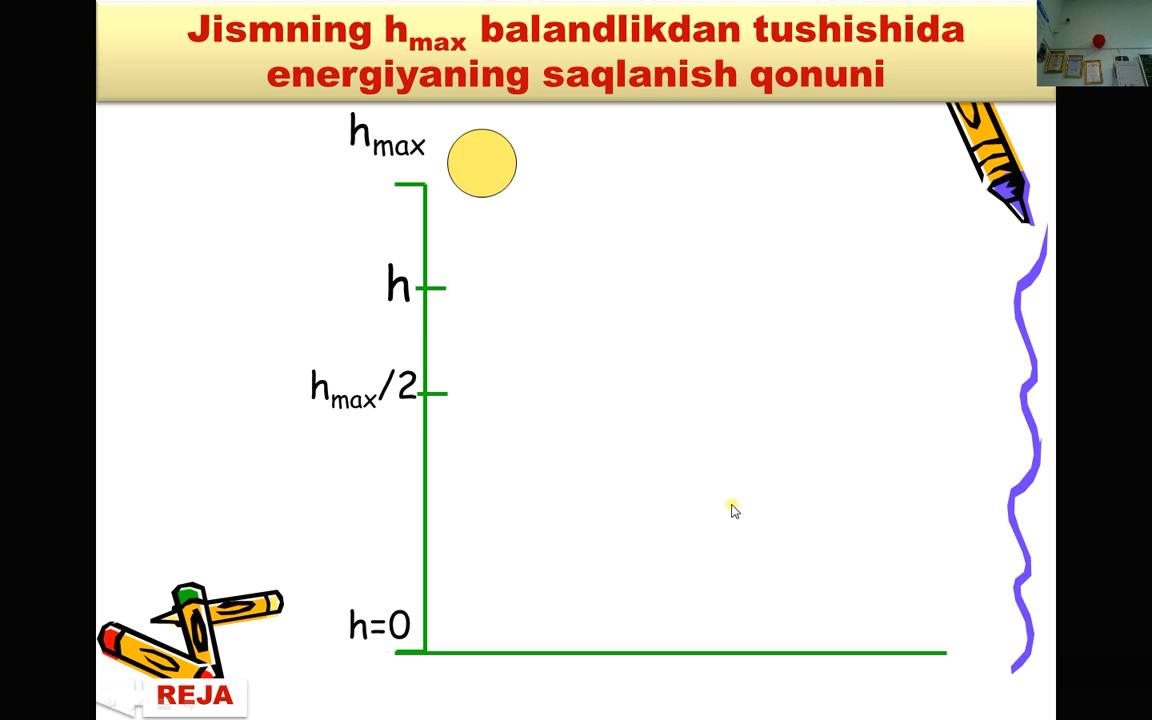 Jismning hmax balandlikdan tushishida
energiyaning saqlanish qonuni
hmax
h
hmax/2
h=0
REJA